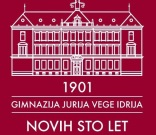 1901
GIMNAZIJA JURIJA VEGE IDRIJA
NOVIH STO LET